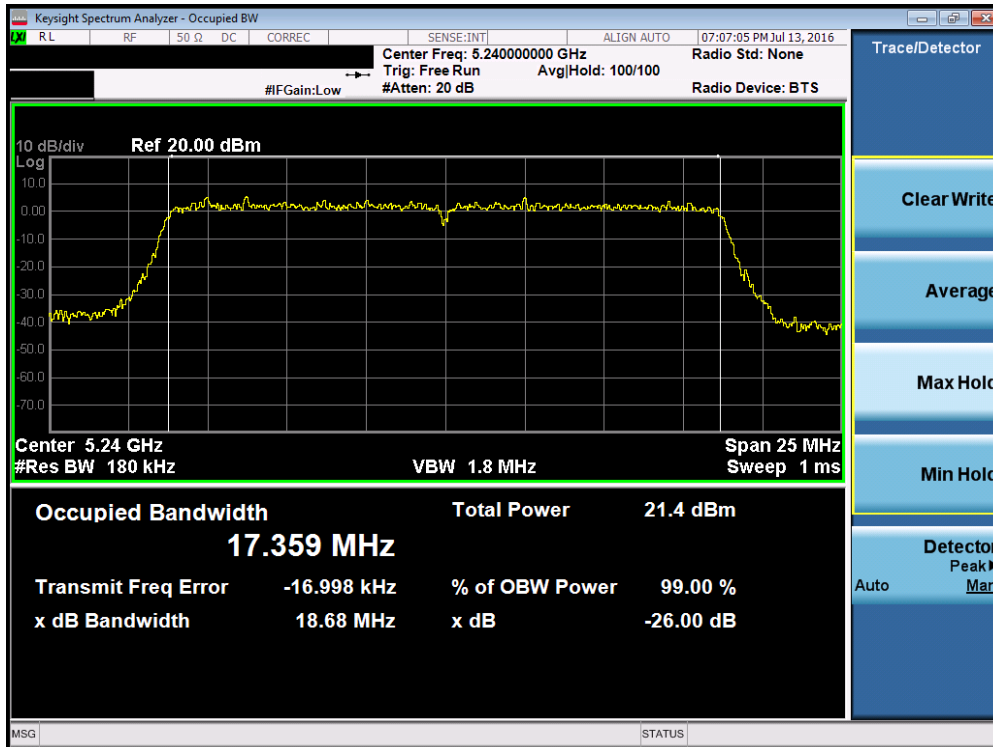 Keysight Spectrum Analyzer - Occupied BW
LXI RL RF 50 Ω DC CORREC SENSE:INT ALIGN AUTO 07:07:05 PM Jul 13, 2016
Center Freq: 5.240000000 GHz Radio Std: None
Trig: Free Run Avg|Hold: 100/100
#IFGain:Low #Atten: 20 dB Radio Device: BTS
Trace/Detector
10 dB/div Ref 20.00 dBm
Log
10.0
0.00
-10.0
-20.0
-30.0
-40.0
-50.0
-60.0
-70.0
Center 5.24 GHz Span 25 MHz
#Res BW 180 kHz VBW 1.8 MHz Sweep 1 ms
Occupied Bandwidth Total Power 21.4 dBm
17.359 MHz
Transmit Freq Error -16.998 kHz % of OBW Power 99.00 %
x dB Bandwidth 18.68 MHz x dB -26.00 dB
Clear Write
Average
Max Hold
Min Hold
Detector
Peak
Auto Man
MSG STATUS